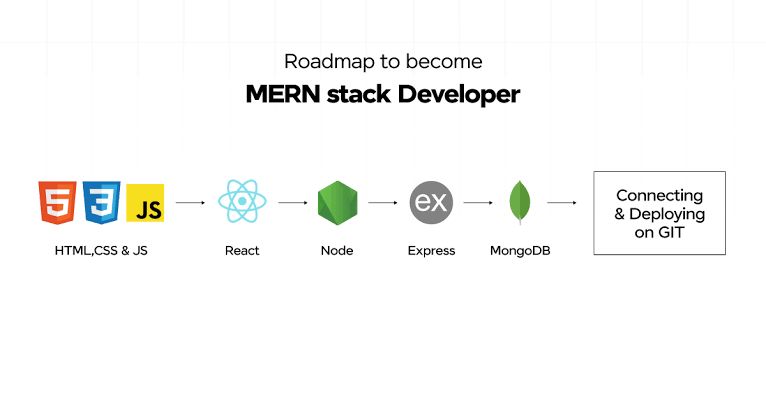 Roadmap to become
MERN stack Developer
5
3
JS
ex
HTML,CSS & JS
React
Node
Express
MongoDB
Connecting
& Deploying
on GIT